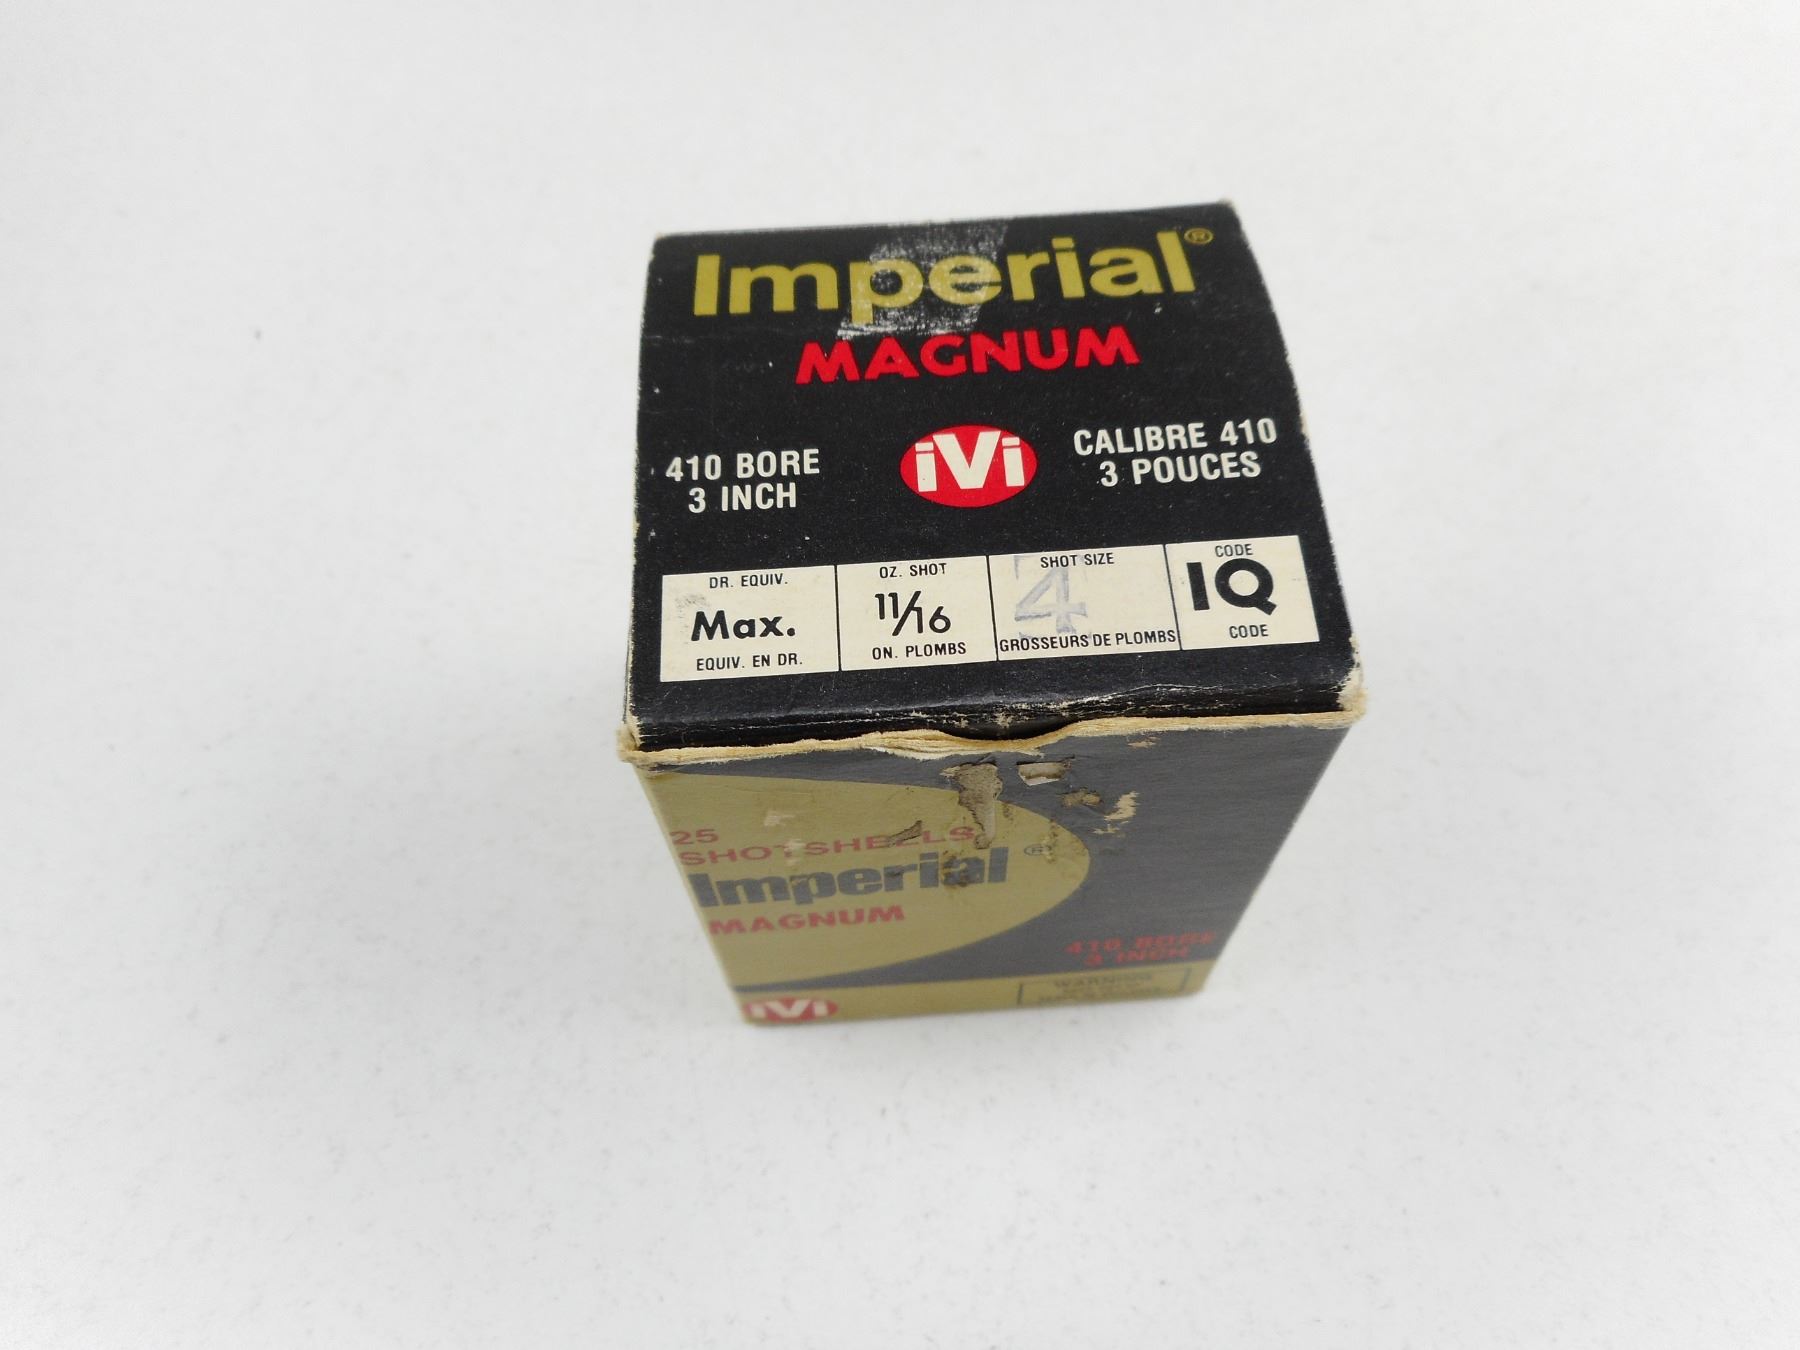 Imperial®
MAGNUM
410 BORE
3 INCH
iVi
CALIBRE 410
3 POUCES
DR. EQUIV.
Max.
EQUIV. EN DR.
OZ. SHOT
11/16
ON. PLOMBS
SHOT SIZE
4
GROSSEURS DE PLOMBS
CODE
IQ
CODE
25
SHOTSHELLS
Imperial®
MAGNUM
410 BORE
3 INCH
iVi
WARNING